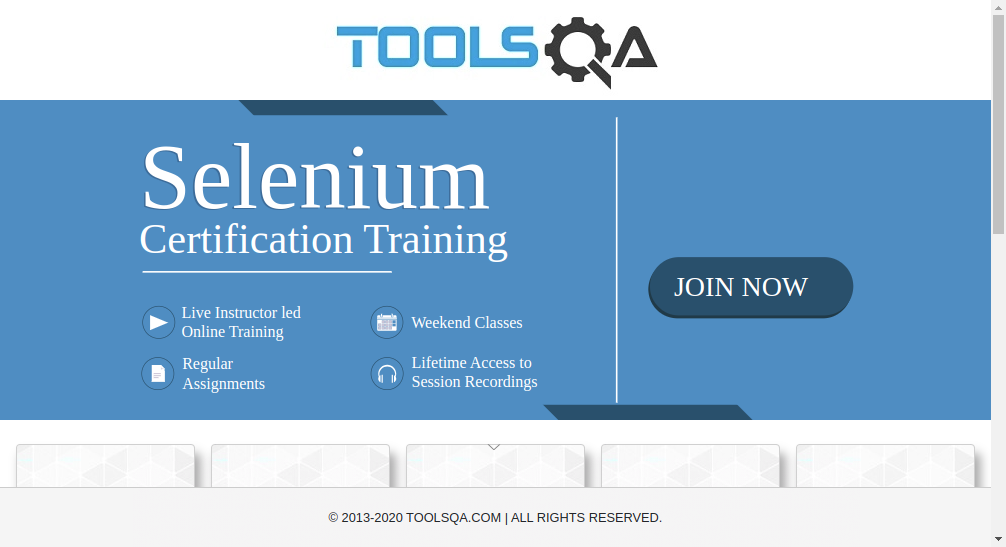 TOOLSQA
Selenium
Certification Training
Live Instructor led
Online Training
Weekend Classes
Regular
Assignments
Lifetime Access to
Session Recordings
JOIN NOW
© 2013-2020 TOOLSQA.COM | ALL RIGHTS RESERVED.